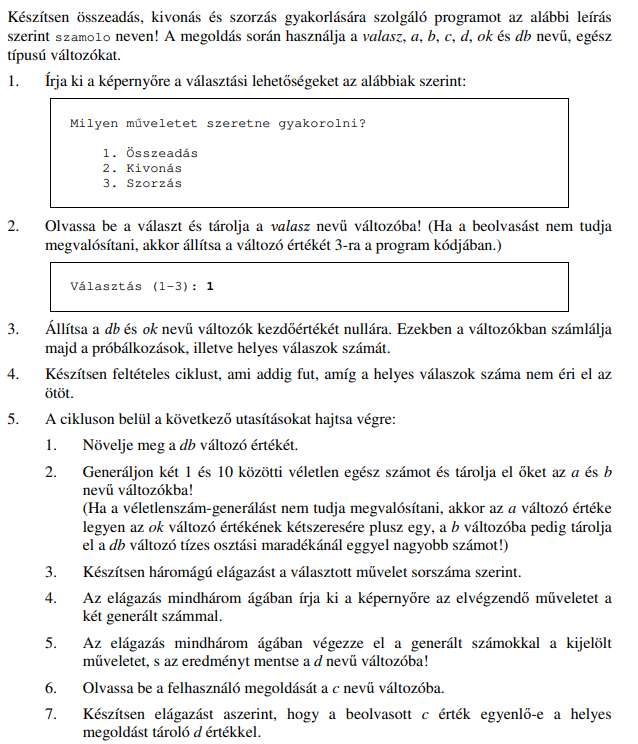 Készítsen összeadás, kivonás és szorzás gyakorlására szolgáló programot az alábbi leírás
szerint szamolo neven! A megoldás során használja a valasz, a, b, c, d, ok és db nevű, egész
típusú változókat.
1. Írja ki a képernyőre a választási lehetőségeket az alábbiak szerint:
Milyen műveletet szeretne gyakorolni?
1. Összeadás
2. Kivonás
3. Szorzás
2. Olvassa be a választ és tárolja a valasz nevű változóba! (Ha a beolvasást nem tudja
megvalósítani, akkor állítsa a változó értékét 3-ra a program kódjában.)
Választás (1-3): 1
3. Állítsa a db és ok nevű változók kezdőértékét nullára. Ezekben a változókban számlálja
majd a próbálkozások, illetve helyes válaszok számát.
4. Készítsen feltételes ciklust, ami addig fut, amíg a helyes válaszok száma nem éri el az
ötöt.
5. A cikluson belül a következő utasításokat hajtsa végre:
1. Növelje meg a db változó értékét.
2. Generáljon két 1 és 10 közötti véletlen egész számot és tárolja el őket az a és b
nevű változókba!
(Ha a véletlenszám-generálást nem tudja megvalósítani, akkor az a változó értéke
legyen az ok változó értékének kétszeresére plusz egy, a b változóba pedig tárolja
el a db változó tízes osztási maradékánál eggyel nagyobb számot!)
3. Készítsen háromágú elágazást a választott művelet sorszáma szerint.
4. Az elágazás mindhárom ágában írja ki a képernyőre az elvégzendő műveletet a
két generált számmal.
5. Az elágazás mindhárom ágában végezze el a generált számokkal a kijelölt
műveletet, s az eredményt mentse a d nevű változóba!
6. Olvassa be a felhasználó megoldását a c nevű változóba.
7. Készítsen elágazást aszerint, hogy a beolvasott c érték egyenlő-e a helyes
megoldást tároló d értékkel.